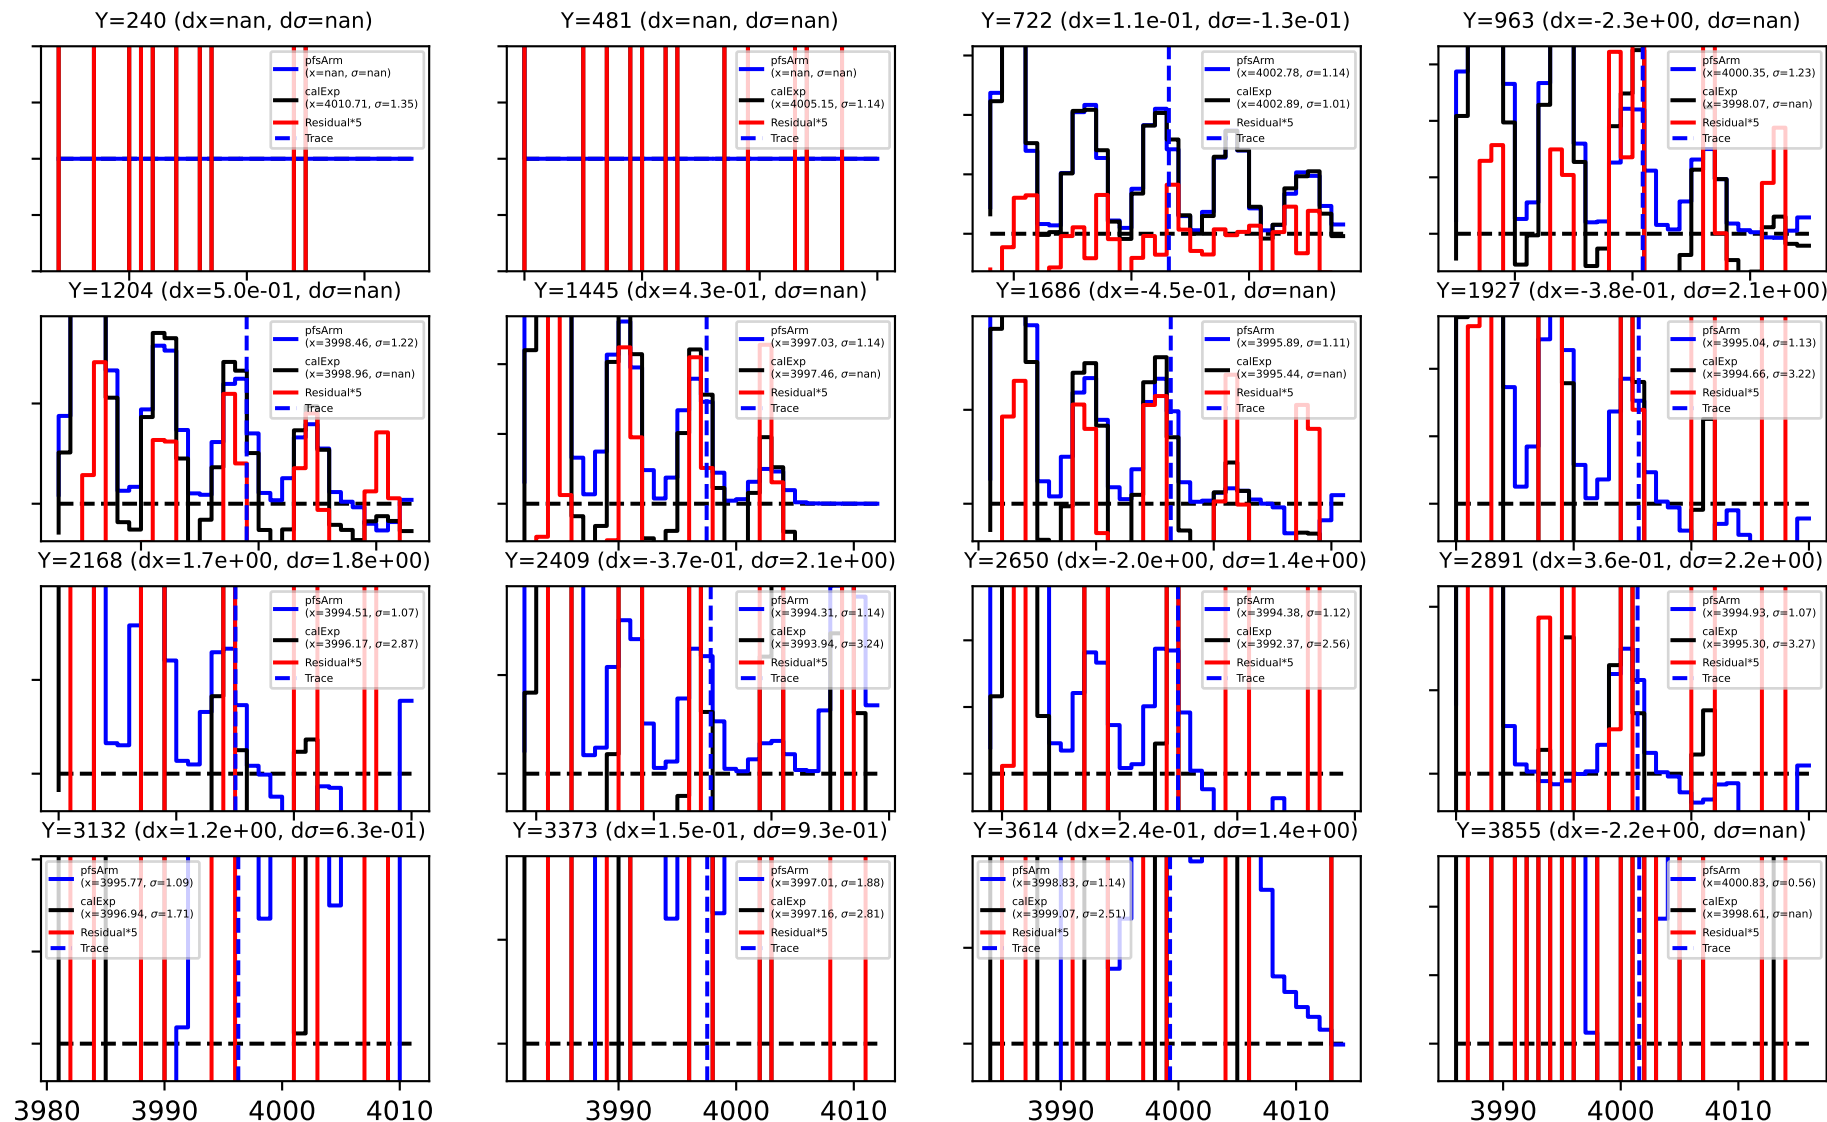 Y=240 (dx=nan, dσ=nan)
pfsArm
(x=nan, σ=nan)
calExp
(x=4010.71, σ=1.35)
Residual*5
Trace
Y=481 (dx=nan, dσ=nan)
pfsArm
(x=nan, σ=nan)
calExp
(x=4005.15, σ=1.14)
Residual*5
Trace
Y=722 (dx=1.1e-01, dσ=-1.3e-01)
pfsArm
(x=4002.78, σ=1.14)
calExp
(x=4002.89, σ=1.01)
Residual*5
Trace
Y=963 (dx=-2.3e+00, dσ=nan)
pfsArm
(x=4000.35, σ=1.23)
calExp
(x=3998.07, σ=nan)
Residual*5
Trace
Y=1204 (dx=5.0e-01, dσ=nan)
pfsArm
(x=3998.46, σ=1.22)
calExp
(x=3998.96, σ=nan)
Residual*5
Trace
Y=1445 (dx=4.3e-01, dσ=nan)
pfsArm
(x=3997.03, σ=1.14)
calExp
(x=3997.46, σ=nan)
Residual*5
Trace
Y=1686 (dx=-4.5e-01, dσ=nan)
pfsArm
(x=3995.89, σ=1.11)
calExp
(x=3995.44, σ=nan)
Residual*5
Trace
Y=1927 (dx=-3.8e-01, dσ=2.1e+00)
pfsArm
(x=3995.04, σ=1.13)
calExp
(x=3994.66, σ=3.22)
Residual*5
Trace
Y=2168 (dx=1.7e+00, dσ=1.8e+00)
pfsArm
(x=3994.51, σ=1.07)
calExp
(x=3996.17, σ=2.87)
Residual*5
Trace
Y=2409 (dx=-3.7e-01, dσ=2.1e+00)
pfsArm
(x=3994.31, σ=1.14)
calExp
(x=3993.94, σ=3.24)
Residual*5
Trace
Y=2650 (dx=-2.0e+00, dσ=1.4e+00)
pfsArm
(x=3994.38, σ=1.12)
calExp
(x=3992.37, σ=2.56)
Residual*5
Trace
Y=2891 (dx=3.6e-01, dσ=2.2e+00)
pfsArm
(x=3994.93, σ=1.07)
calExp
(x=3995.30, σ=3.27)
Residual*5
Trace
Y=3132 (dx=1.2e+00, dσ=6.3e-01)
pfsArm
(x=3995.77, σ=1.09)
calExp
(x=3996.94, σ=1.71)
Residual*5
Trace
Y=3373 (dx=1.5e-01, dσ=9.3e-01)
pfsArm
(x=3997.01, σ=1.88)
calExp
(x=3997.16, σ=2.81)
Residual*5
Trace
Y=3614 (dx=2.4e-01, dσ=1.4e+00)
pfsArm
(x=3998.83, σ=1.14)
calExp
(x=3999.07, σ=2.51)
Residual*5
Trace
Y=3855 (dx=-2.2e+00, dσ=nan)
pfsArm
(x=4000.83, σ=0.56)
calExp
(x=3998.61, σ=nan)
Residual*5
Trace
3980 3990 4000 4010
3990 4000 4010
3990 4000 4010
3990 4000 4010